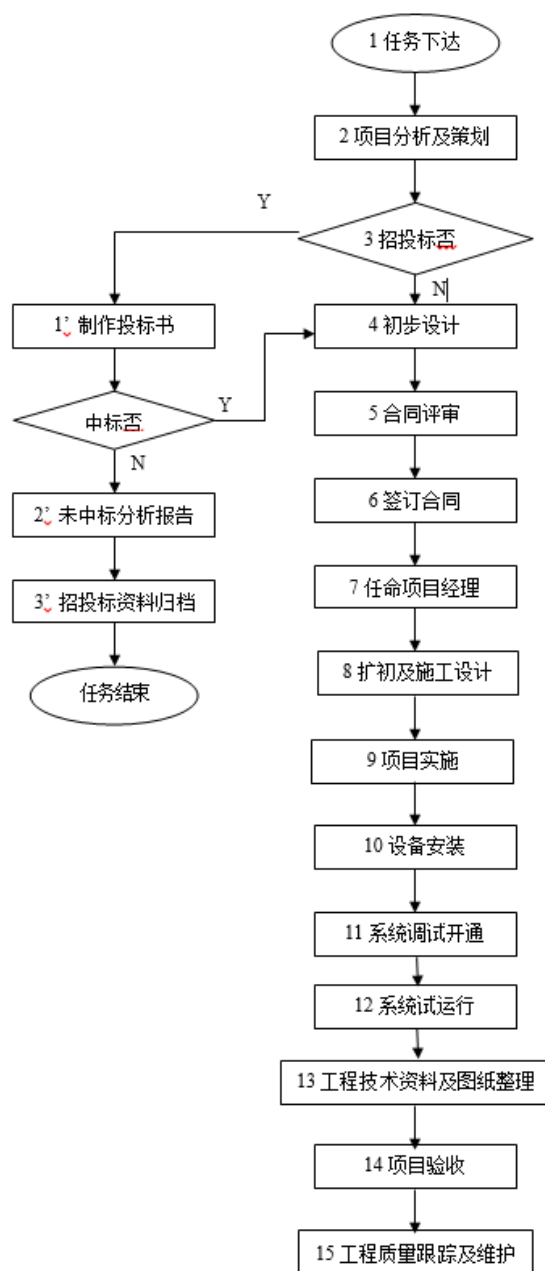 1 任务下达
2 项目分析及策划
Y
3 招投标否
N
1’ 制作投标书
4 初步设计
中标否
Y
5 合同评审
N
2’ 未中标分析报告
6 签订合同
3’ 招投标资料归档
7 任命项目经理
任务结束
8 扩初及施工设计
9 项目实施
10 设备安装
11 系统调试开通
12 系统试运行
13 工程技术资料及图纸整理
14 项目验收
15 工程质量跟踪及维护